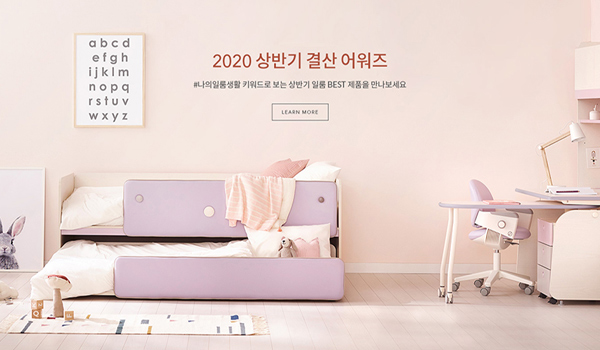 abcd
efgh
ijklm
nopq
rstuv
wxyz
2020 상반기 결산 어워즈
#나의일룸생활 키워드로 보는 상반기 일룸 BEST 제품을 만나보세요
LEARN MORE